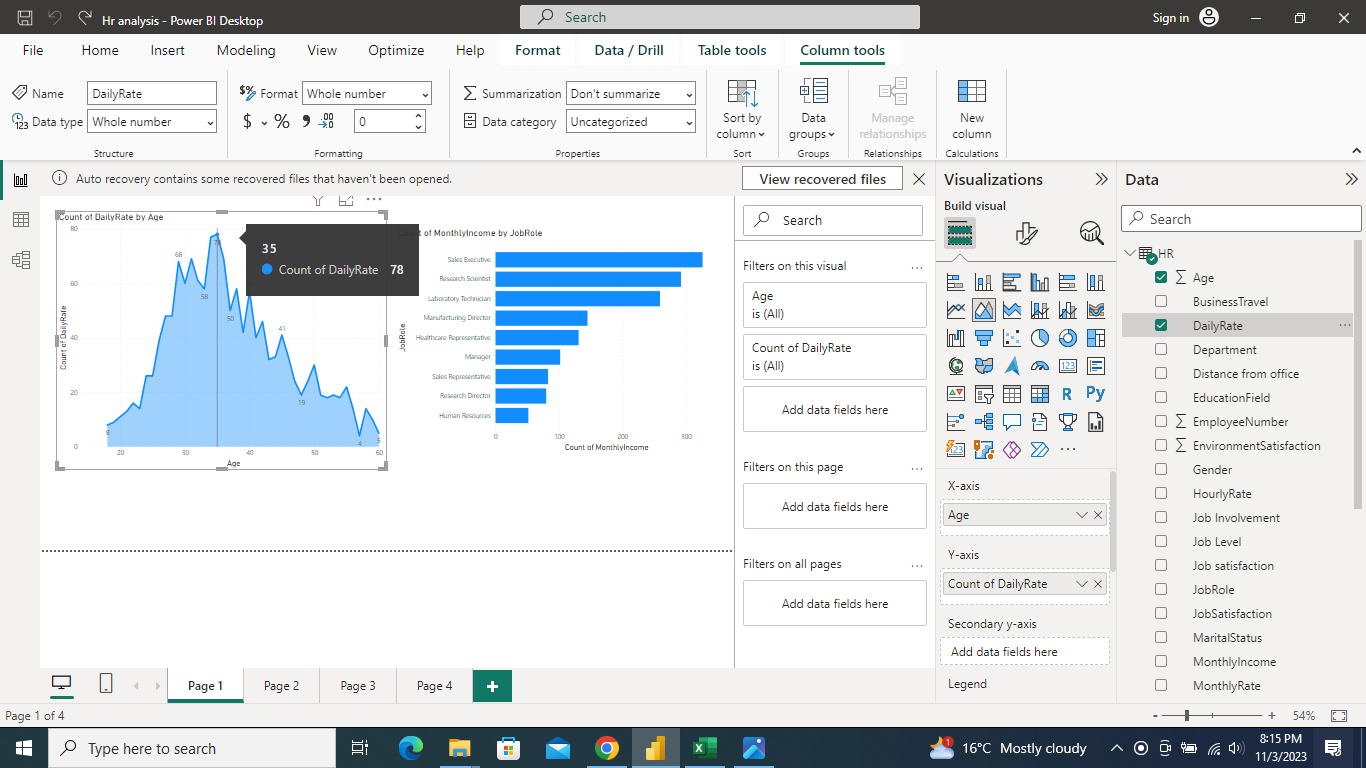 Hr analysis - Power BI Desktop
Search
Sign in
File Home Insert Modeling View Optimize Help Format Data / Drill Table tools Column tools
Name DailyRate
Data type Whole number
Structure
Format Whole number
$ % 0
Formatting
Summarization Don't summarize
Data category Uncategorized
Properties
Sort by
column
Sort
Data
groups
Groups
Manage
relationships
Relationships
New
column
Calculations
Auto recovery contains some recovered files that haven't been opened.
View recovered files
Count of DailyRate by Age
Count of DailyRate
80
60
40
20
0
68
58
50
41
19
8
4
5
78
20 30 40 50 60
Age
35
Count of DailyRate 78
of MonthlyIncome by JobRole
JobRole
Sales Executive
Research Scientist
Laboratory Technician
Manufacturing Director
Healthcare Representative
Manager
Sales Representative
Research Director
Human Resources
0 100 200 300
Count of MonthlyIncome
Search
Filters on this visual
Age
is (All)
Count of DailyRate
is (All)
Add data fields here
Filters on this page
Add data fields here
Filters on all pages
Add data fields here
Visualizations
Build visual
123
R
Py
123
X-axis
Age
Y-axis
Count of DailyRate
Secondary y-axis
Add data fields here
Legend
Data
Search
HR
Age
BusinessTravel
DailyRate
Department
Distance from office
EducationField
EmployeeNumber
EnvironmentSatisfaction
Gender
HourlyRate
Job Involvement
Job Level
Job satisfaction
JobRole
JobSatisfaction
MaritalStatus
MonthlyIncome
MonthlyRate
Page 1 Page 2 Page 3 Page 4
Page 1 of 4
54%
Type here to search
1
16°C Mostly cloudy
8:15 PM
11/3/2023